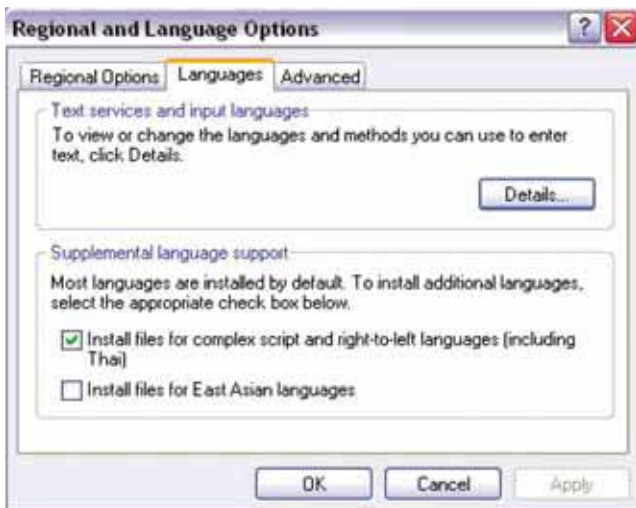 Regional and Language Options
Regional Options Languages Advanced
Text services and input languages
To view or change the languages and methods you can use to enter
text, click Details.
Details...
Supplemental language support
Most languages are installed by default. To install additional languages,
select the appropriate check box below.
Install files for complex script and right-to-left languages (including
Thai)
Install files for East Asian languages
OK Cancel Apply